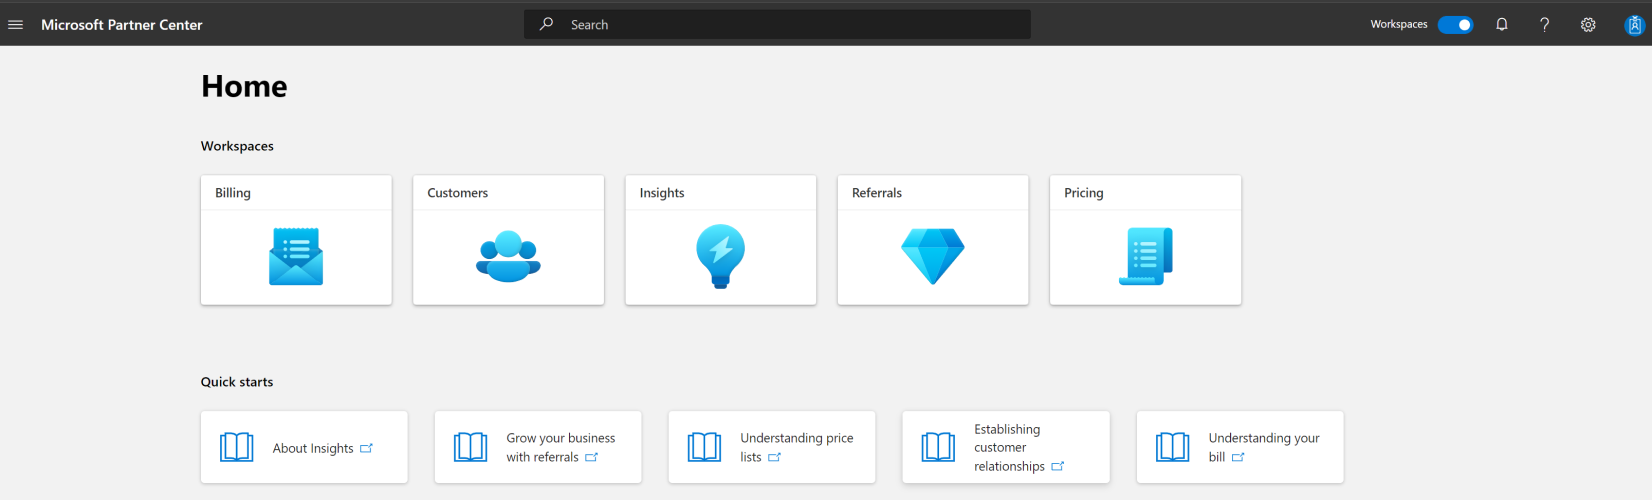 Microsoft Partner Center
Search
Workspaces
Home
Workspaces
Billing
Customers
Insights
Referrals
Pricing
Quick starts
About Insights
Grow your business
with referrals
Understanding price
lists
Establishing
customer
relationships
Understanding your
bill